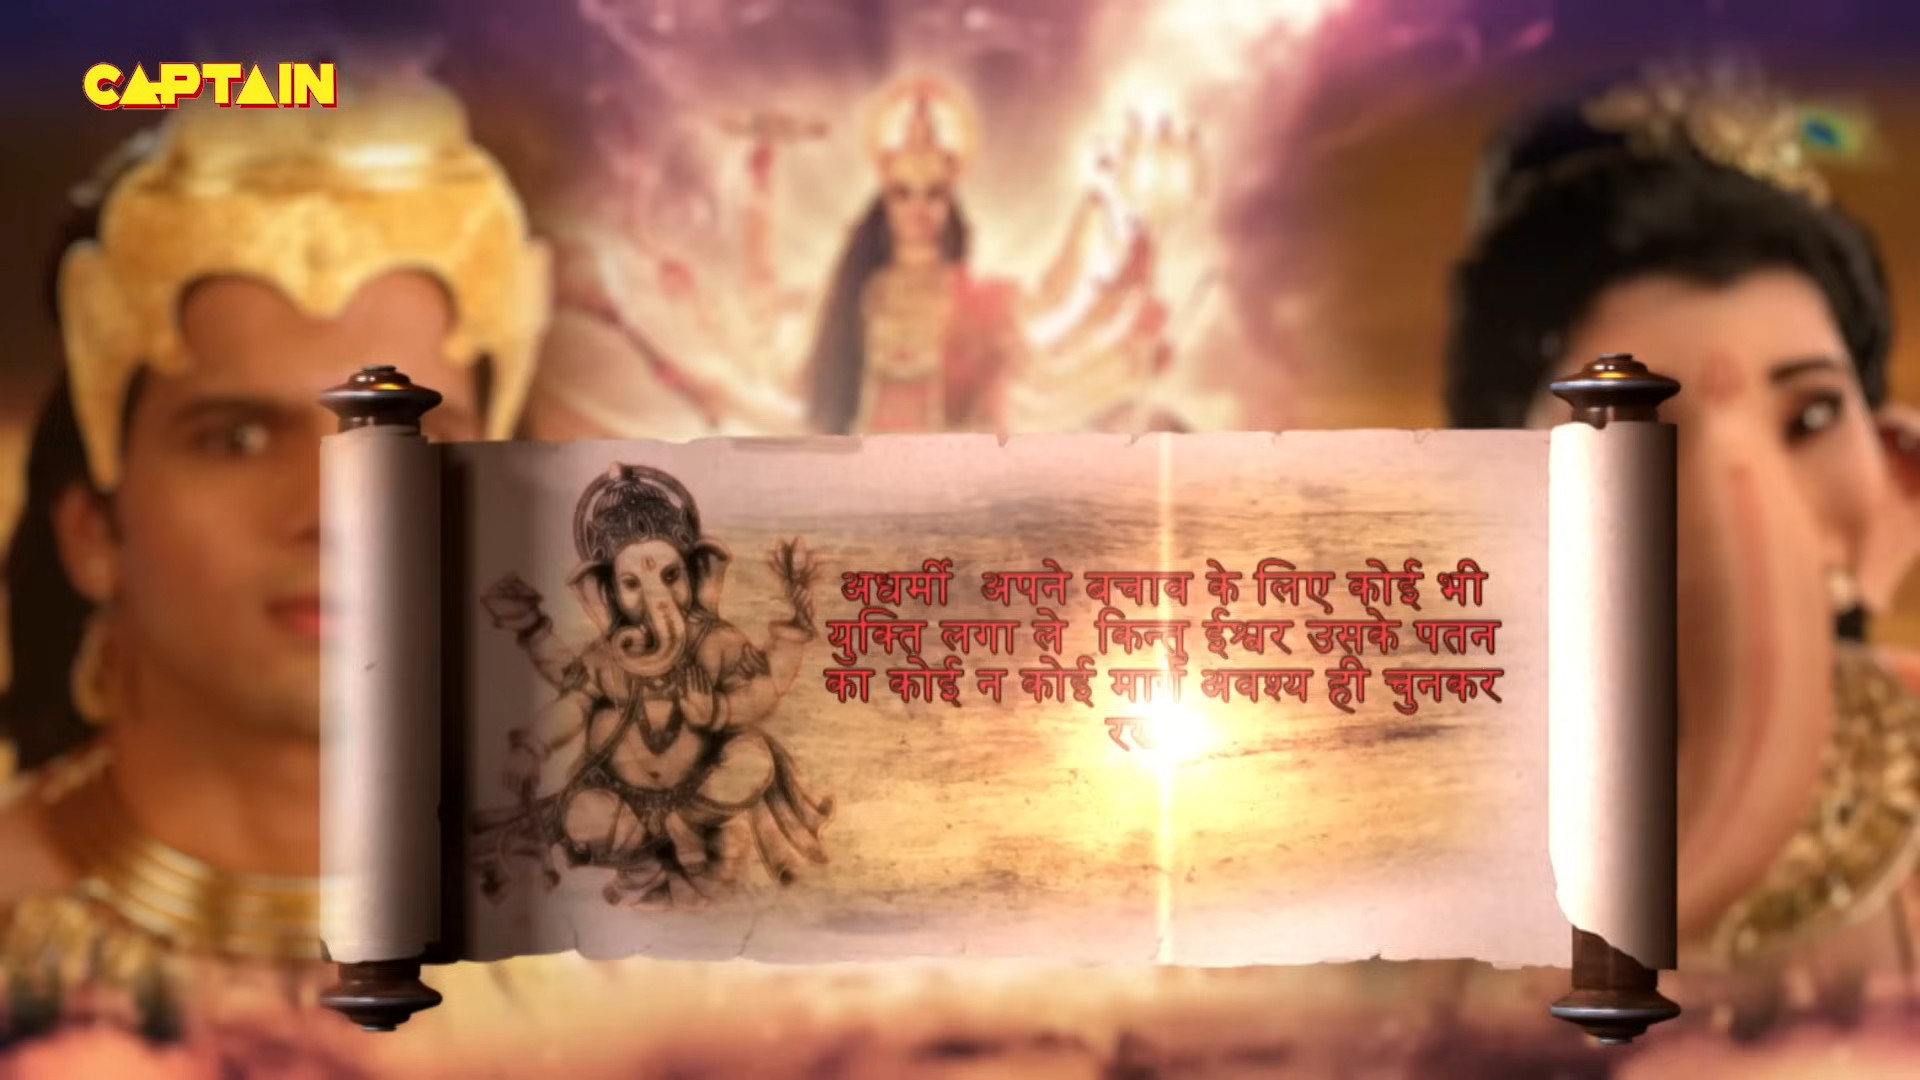 CAPTAIN
अधर्मी अपने बचाव के लिए कोई भी
युक्ति लगा ले किन्तु ईश्वर उसके पतन
का कोई न कोई मार्ग अवश्य ही चुनकर